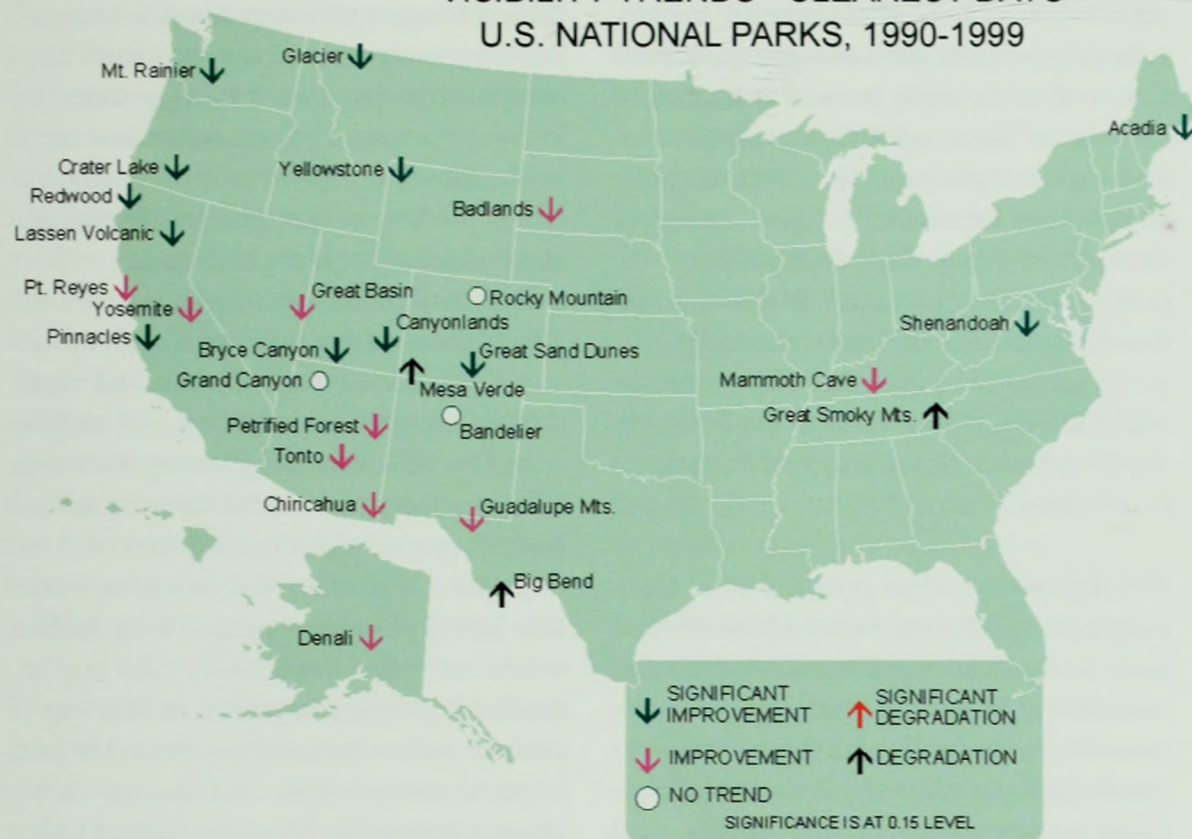 U.S. NATIONAL PARKS, 1990-1999
Glacier
Mt. Rainier
Acadia
Crater Lake
Yellowstone
Redwood
Badlands
Lassen Volcanic
Pt. Reyes
Great Basin
Rocky Mountain
Yosemite
Canyonlands
Shenandoah
Pinnacles
Bryce Canyon
Great Sand Dunes
Grand Canyon
Mesa Verde
Mammoth Cave
Great Smoky Mts.
Petrified Forest
Bandelier
Tonto
Chiricahua
Guadalupe Mts.
Big Bend
Denali
SIGNIFICANT
IMPROVEMENT
SIGNIFICANT
DEGRADATION
IMPROVEMENT
DEGRADATION
NO TREND
SIGNIFICANCE IS AT 0.15 LEVEL